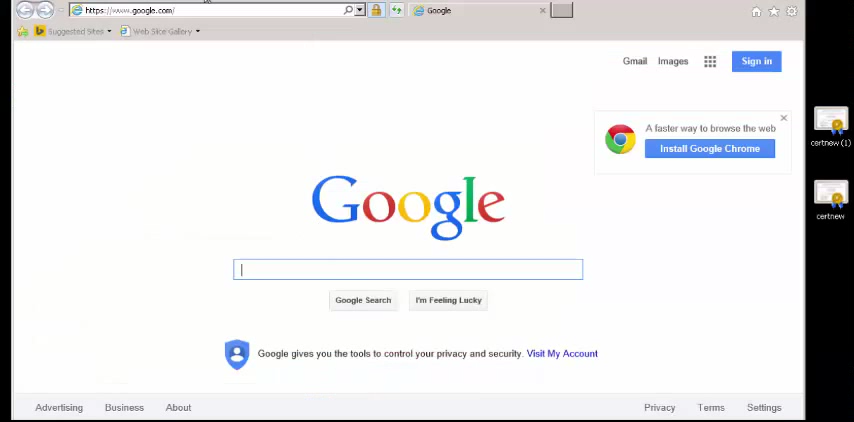 https://www.google.com/
Google
Suggested Sites
Web Slice Gallery
Gmail Images
Sign in
A faster way to browse the web
Install Google Chrome
certnew (1)
certnew
Google
Google Search
I'm Feeling Lucky
Google gives you the tools to control your privacy and security. Visit My Account
Advertising Business About
Privacy Terms Settings